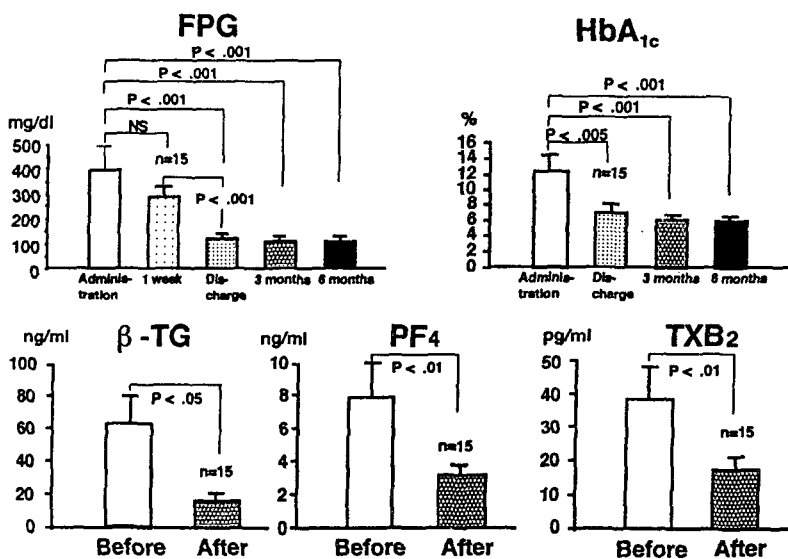 FPG
P < .001
P < .001
P < .001
NS
n=15
P < .001
mg/dl
500
400
300
200
100
0
Adminis-
tration
1 week
Dis-
charge
3 months
6 months
HbA1c
P < .001
P < .001
P < .005
n=15
%
16
14
12
10
8
6
4
2
0
Adminis-
tration
Dis-
charge
3 months
6 months
β-TG
ng/ml
100
80
60
40
20
0
P < .05
n=15
Before After
PF4
ng/ml
10
8
6
4
2
0
P < .01
n=15
Before After
TXB2
pg/ml
50
40
30
20
10
0
P < .01
n=15
Before After